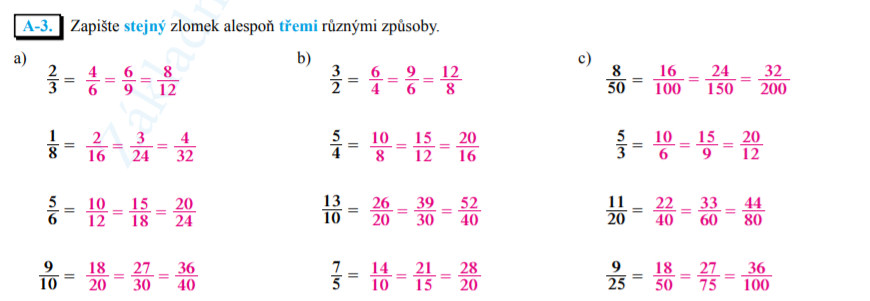 A-3. Zapište stejný zlomek alespoň třemi různými způsoby.
a) 2/3 = 4/6 = 6/9 = 8/12
1/8 = 2/16 = 3/24 = 4/32
5/6 = 10/12 = 15/18 = 20/24
9/10 = 18/20 = 27/30 = 36/40
b) 3/2 = 6/4 = 9/6 = 12/8
5/4 = 10/8 = 15/12 = 20/16
13/10 = 26/20 = 39/30 = 52/40
7/5 = 14/10 = 21/15 = 28/20
c) 8/50 = 16/100 = 24/150 = 32/200
5/3 = 10/6 = 15/9 = 20/12
11/20 = 22/40 = 33/60 = 44/80
9/25 = 18/50 = 27/75 = 36/100
Základní